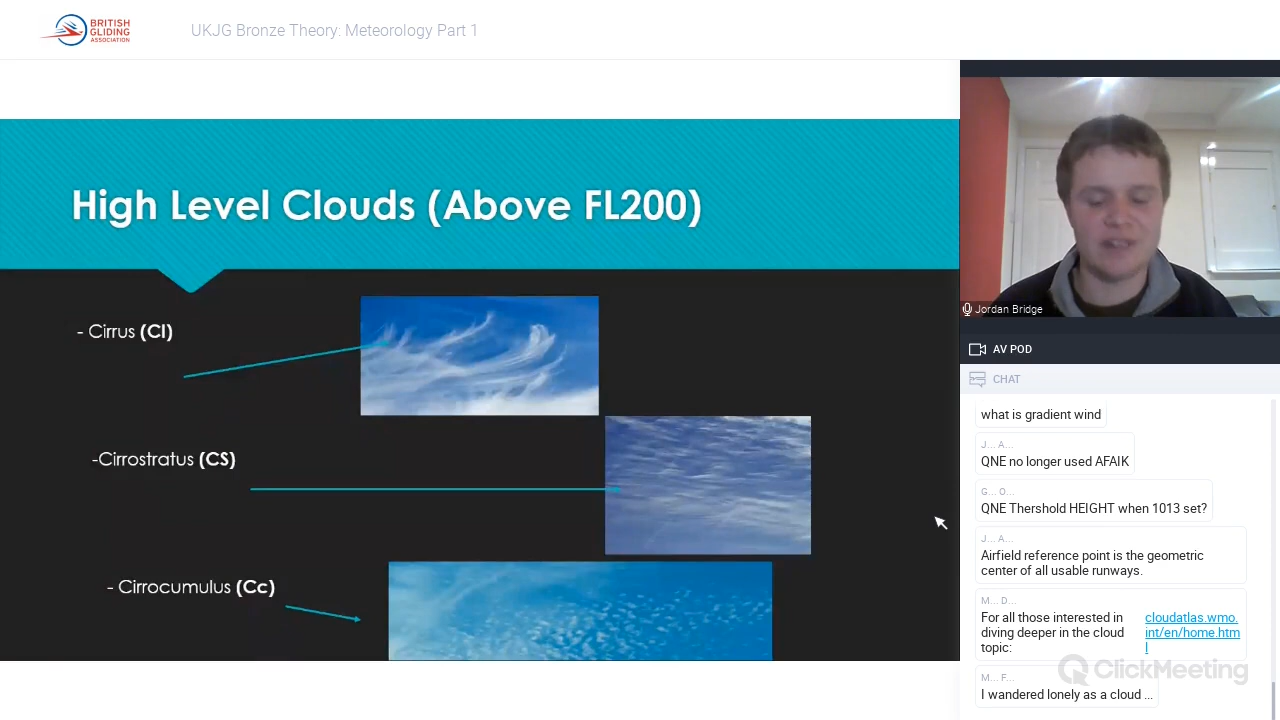 BRITISH
GLIDING
ASSOCIATION
UKJG Bronze Theory: Meteorology Part 1
High Level Clouds (Above FL200)
- Cirrus (CI)
-Cirrostratus (CS)
- Cirrocumulus (Cc)
Jordan Bridge
AV POD
CHAT
what is gradient wind
J... A...
QNE no longer used AFAIK
G... O...
QNE Thershold HEIGHT when 1013 set?
J... A...
Airfield reference point is the geometric
center of all usable runways.
M... D...
For all those interested in
diving deeper in the cloud
topic:
cloudatlas.wmo.
int/en/home.htm
l
ClickMeeting
M... F...
I wandered lonely as a cloud ...